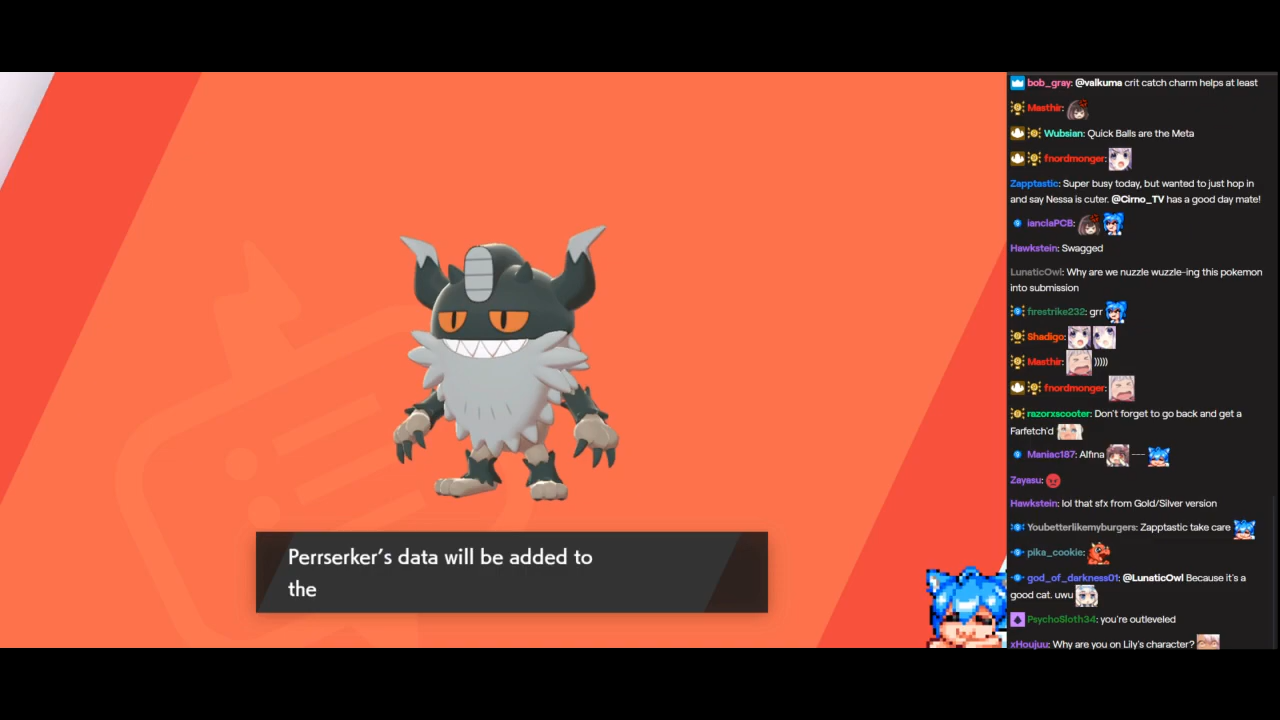 Perrserker's data will be added to
the
bob_gray: @valkuma crit catch charm helps at least
Masthir:
Wubsian: Quick Balls are the Meta
fnordmonger:
Zapptastic: Super busy today, but wanted to just hop in
and say Nessa is cuter. @Cirno_TV has a good day mate!
ianclaPCB:
Hawkstein: Swagged
LunaticOwl: Why are we nuzzle wuzzle-ing this pokemon
into submission
firestrike232: grr
Shadigo:
Masthir: )))))
fnordmonger:
razorxscooter: Don't forget to go back and get a
Farfetch'd
Maniac187: Alfina ---
Zayasu:
Hawkstein: lol that sfx from Gold/Silver version
Youbetterlikemyburgers: Zapptastic take care
pika_cookie:
god_of_darkness01: @LunaticOwl Because it's a
good cat. uwu
PsychoSloth34: you're outleveled
xHoujuu: Why are you on Lily's character?